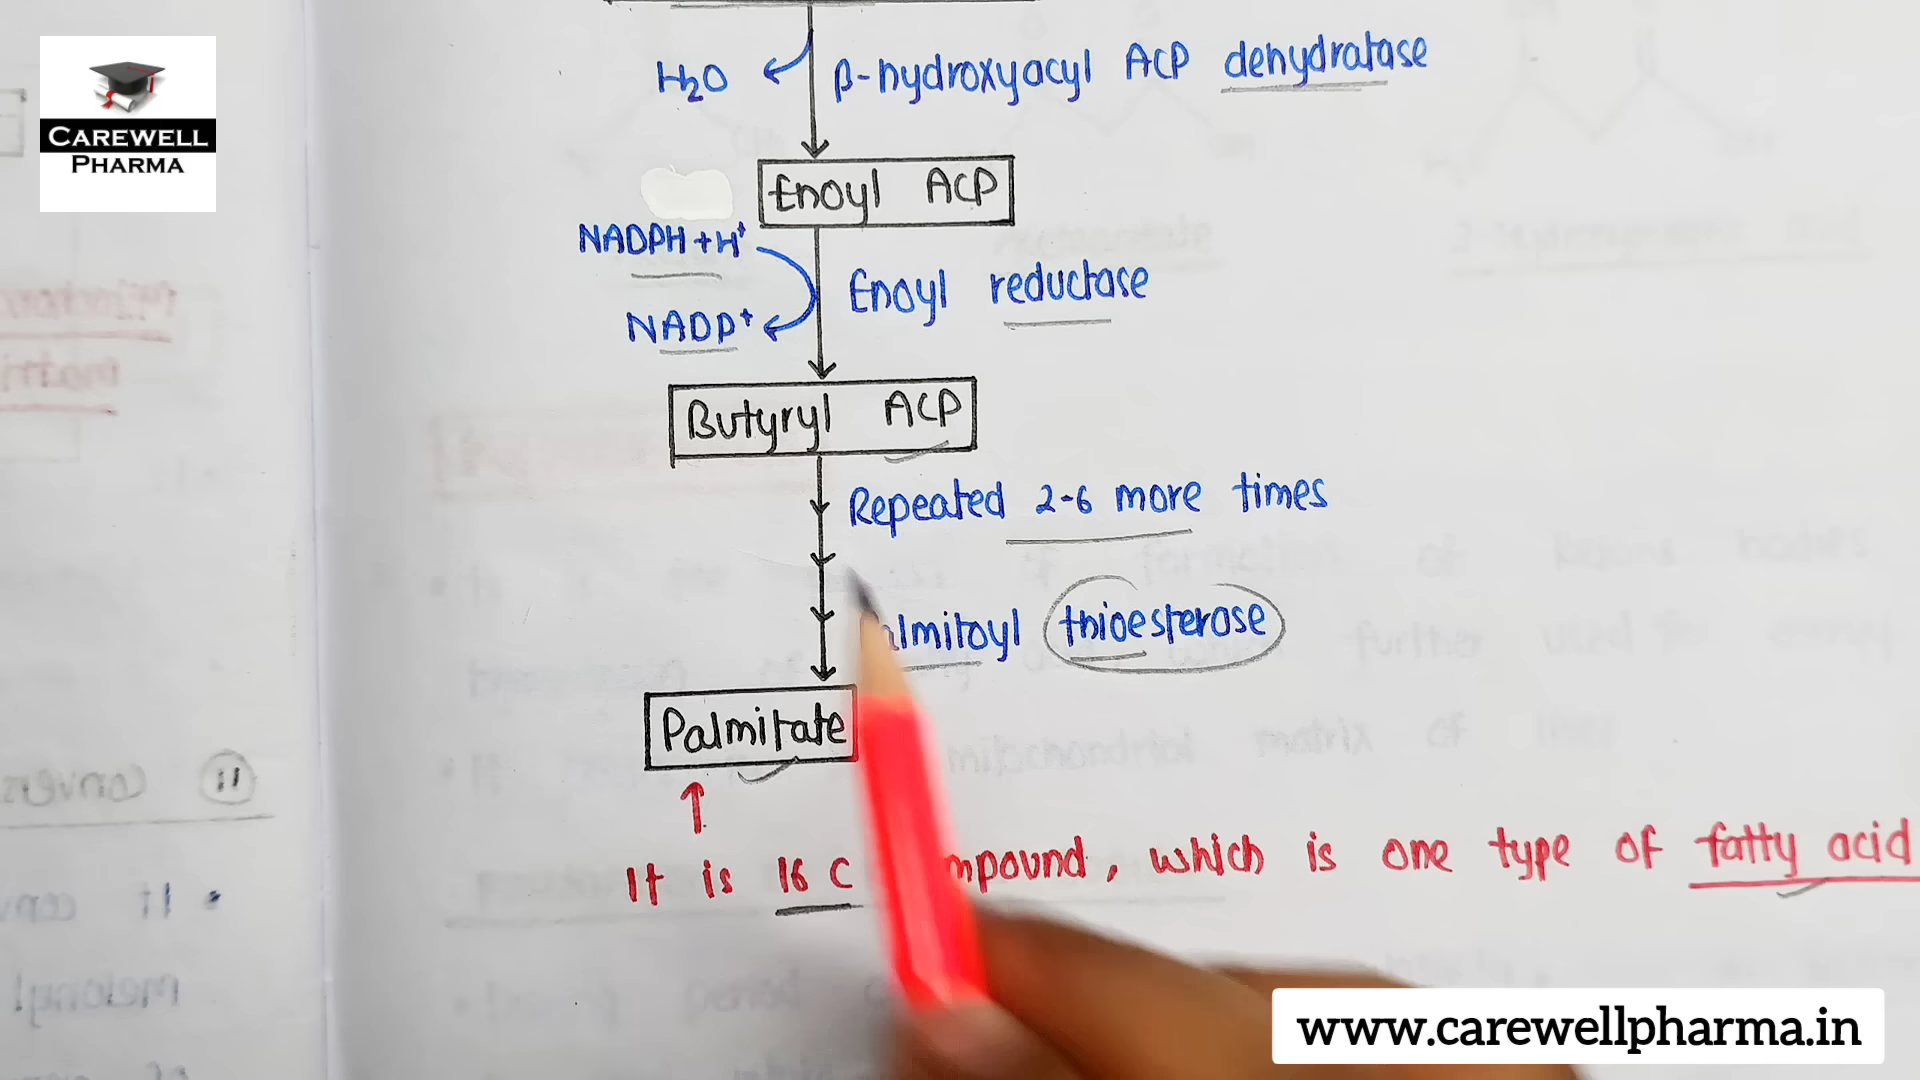 H₂O β-hydroxyacyl ACP dehydratase
CAREWELL
PHARMA
Enoyl ACP
NADPH + H⁺
Enoyl reductase
NADP⁺
Butyryl ACP
Repeated 2-6 more times
thioesterase
Palmitate
It is 16 C , which is one type of fatty acid
www.carewellpharma.in